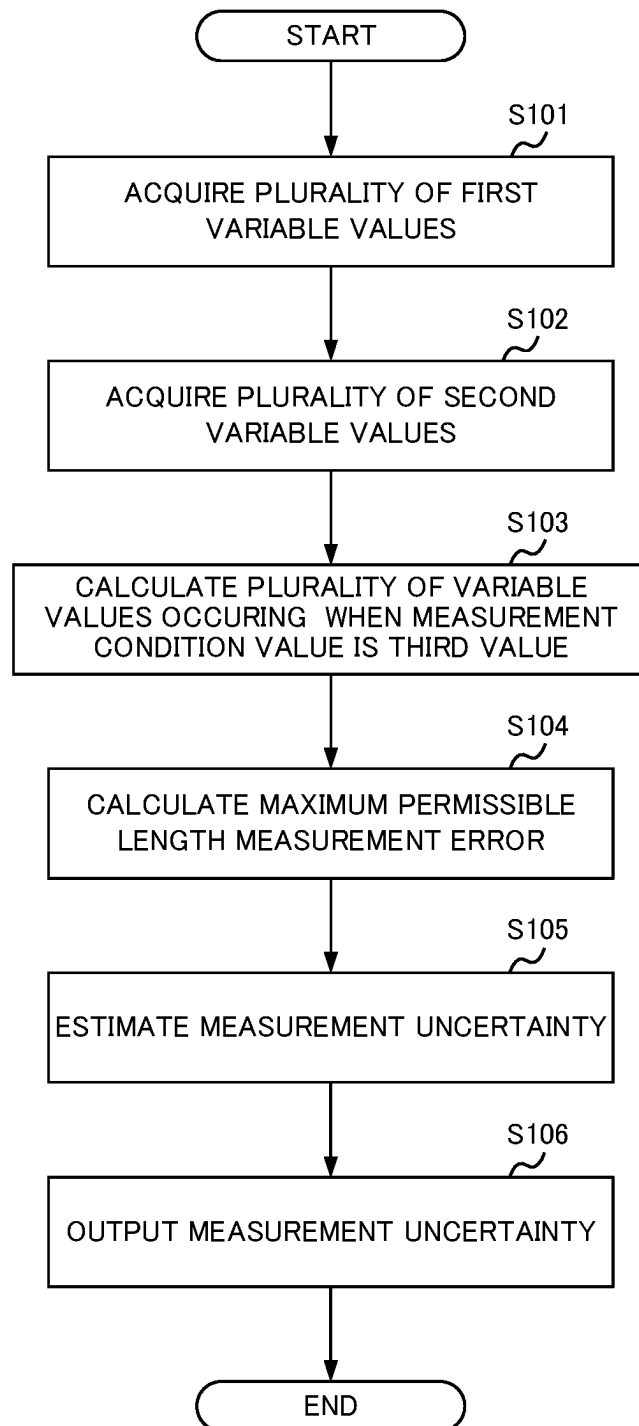 START
S101
ACQUIRE PLURALITY OF FIRST
VARIABLE VALUES
S102
ACQUIRE PLURALITY OF SECOND
VARIABLE VALUES
S103
CALCULATE PLURALITY OF VARIABLE
VALUES OCCURING WHEN MEASUREMENT
CONDITION VALUE IS THIRD VALUE
S104
CALCULATE MAXIMUM PERMISSIBLE
LENGTH MEASUREMENT ERROR
S105
ESTIMATE MEASUREMENT UNCERTAINTY
S106
OUTPUT MEASUREMENT UNCERTAINTY
END